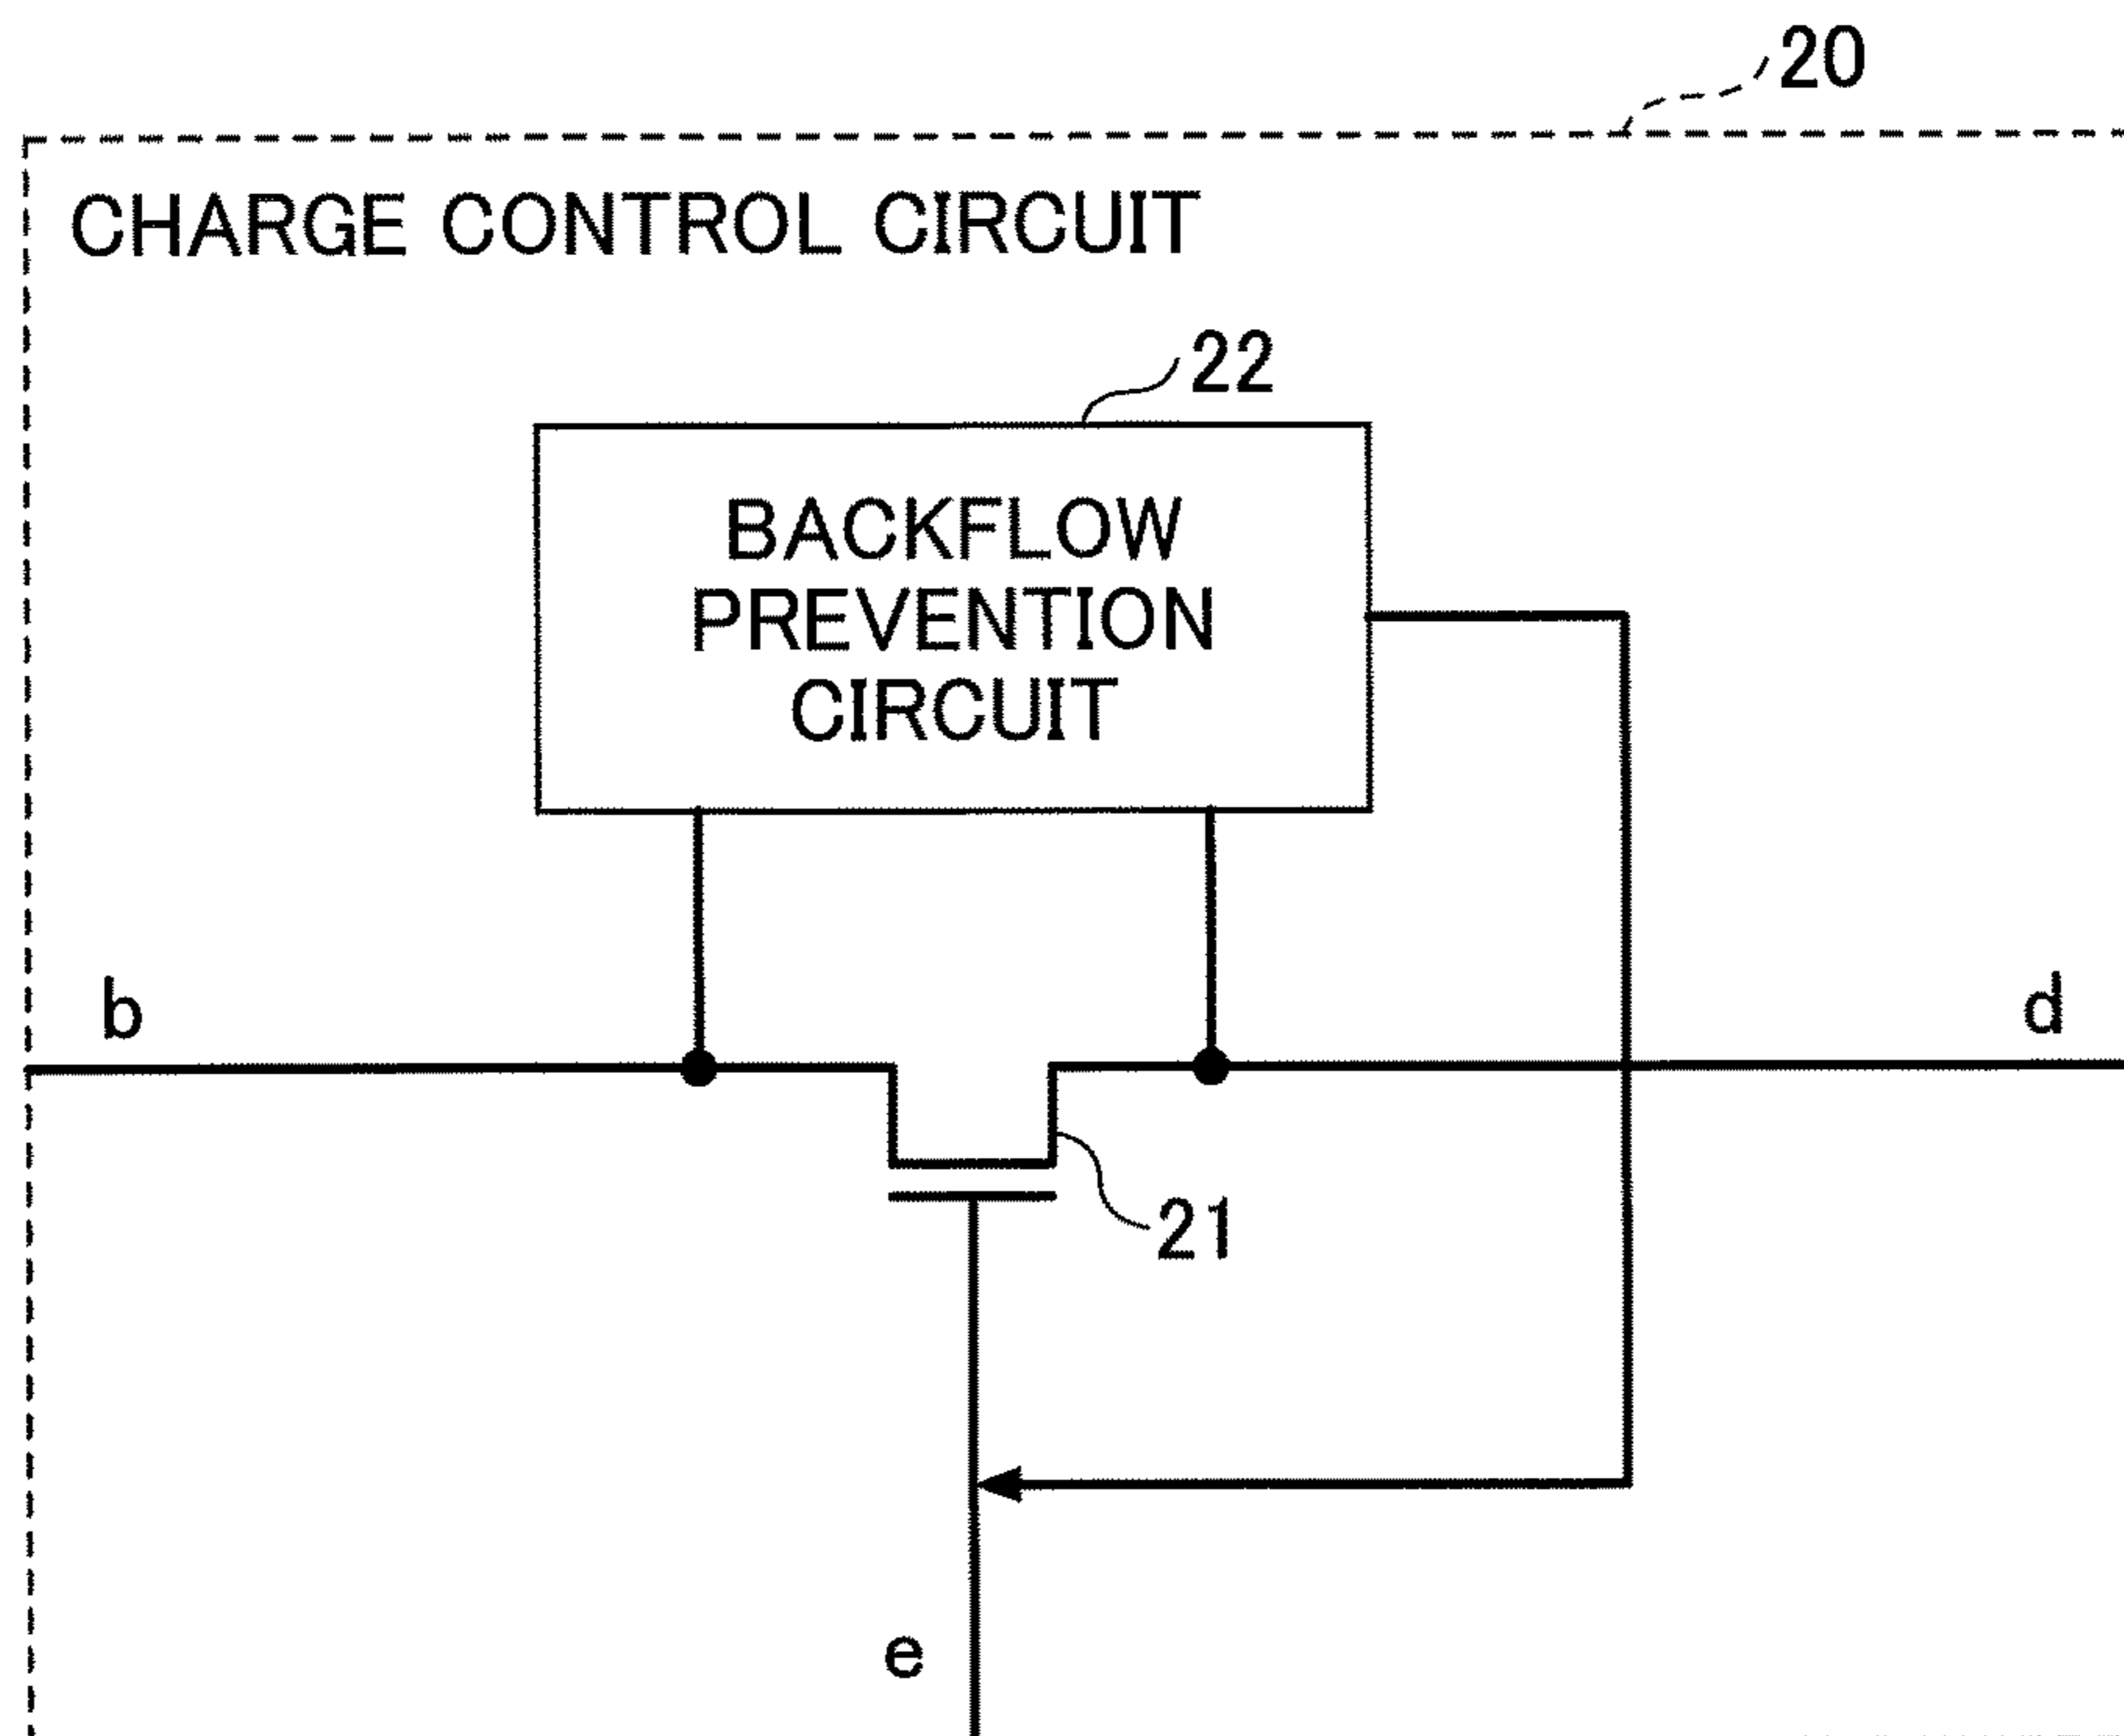 20
CHARGE CONTROL CIRCUIT
22
BACKFLOW
PREVENTION
CIRCUIT
b
d
21
e